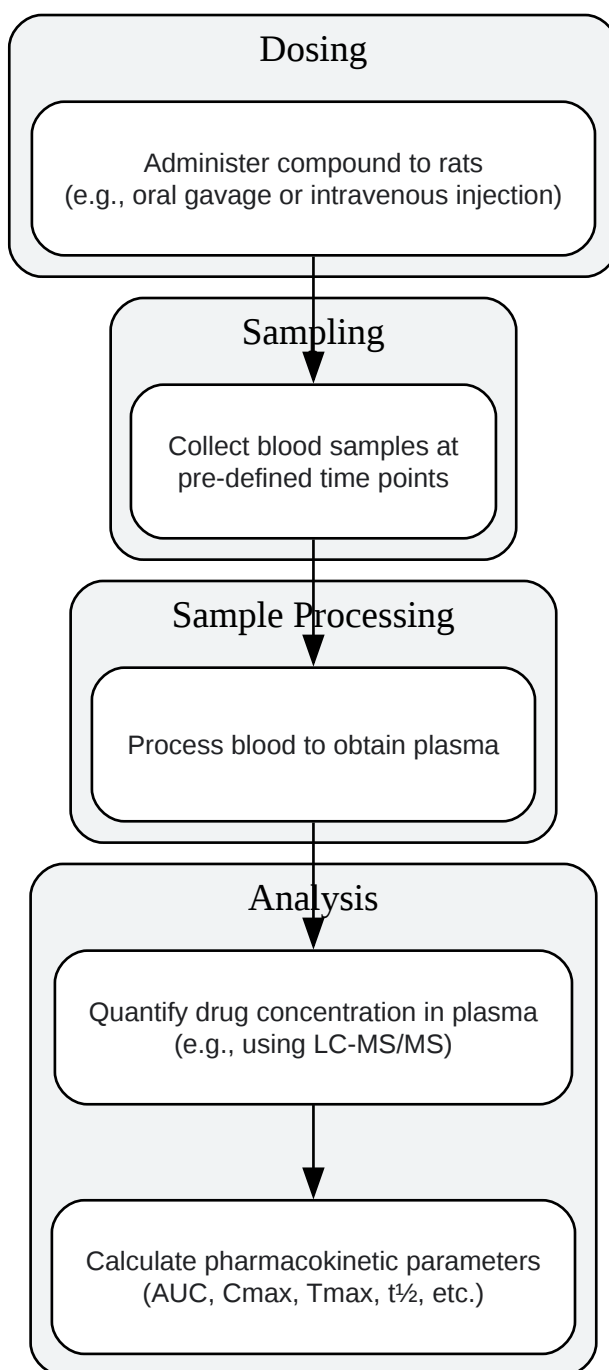 Dosing
Administer compound to rats
(e.g., oral gavage or intravenous injection)
Sampling
Collect blood samples at
pre-defined time points
Sample Processing
Process blood to obtain plasma
Analysis
Quantify drug concentration in plasma
(e.g., using LC-MS/MS)
Calculate pharmacokinetic parameters
(AUC, Cmax, Tmax, t½, etc.)